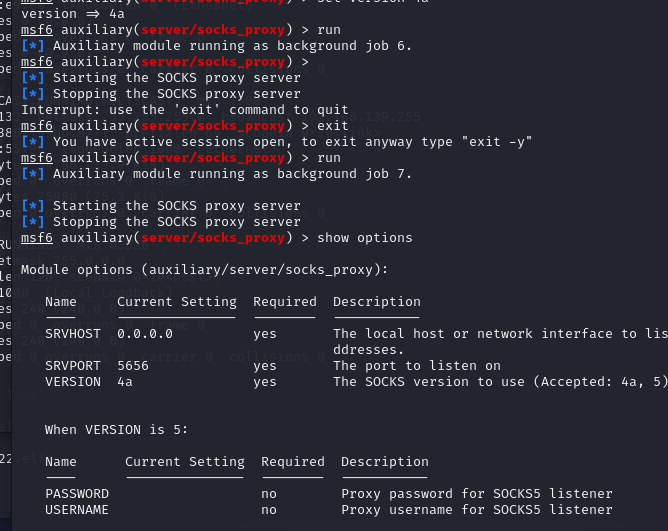 version => 4a
msf6 auxiliary(server/socks_proxy) > run
[*] Auxiliary module running as background job 6.
msf6 auxiliary(server/socks_proxy) >
[*] Starting the SOCKS proxy server
[*] Stopping the SOCKS proxy server
Interrupt: use the 'exit' command to quit
msf6 auxiliary(server/socks_proxy) > exit
[*] You have active sessions open, to exit anyway type "exit -y"
msf6 auxiliary(server/socks_proxy) > run
[*] Auxiliary module running as background job 7.
[*] Starting the SOCKS proxy server
[*] Stopping the SOCKS proxy server
msf6 auxiliary(server/socks_proxy) > show options
Module options (auxiliary/server/socks_proxy):
Name Current Setting Required Description
SRVHOST 0.0.0.0 yes The local host or network interface to lis
ddresses.
SRVPORT 5656 yes The port to listen on
VERSION 4a yes The SOCKS version to use (Accepted: 4a, 5)
When VERSION is 5:
Name Current Setting Required Description
PASSWORD no Proxy password for SOCKS5 listener
USERNAME no Proxy username for SOCKS5 listener